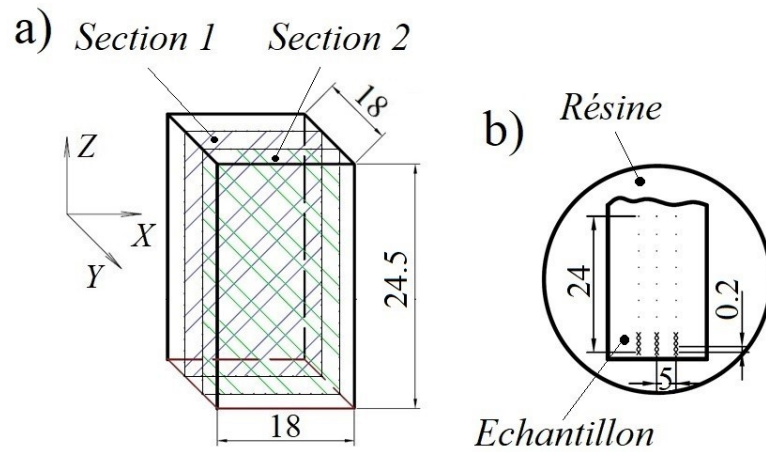 a)
Section 1
Section 2
18
Z
X
Y
24.5
18
b)
Résine
24
0.2
5
Echantillon